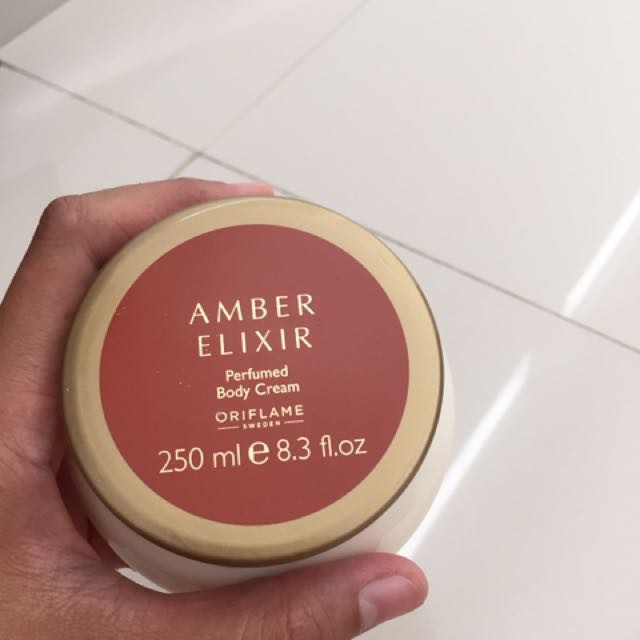 AMBER
ELIXIR
Perfumed
Body Cream
ORIFLAME
SWEDEN
250 ml e 8.3 fl.oz